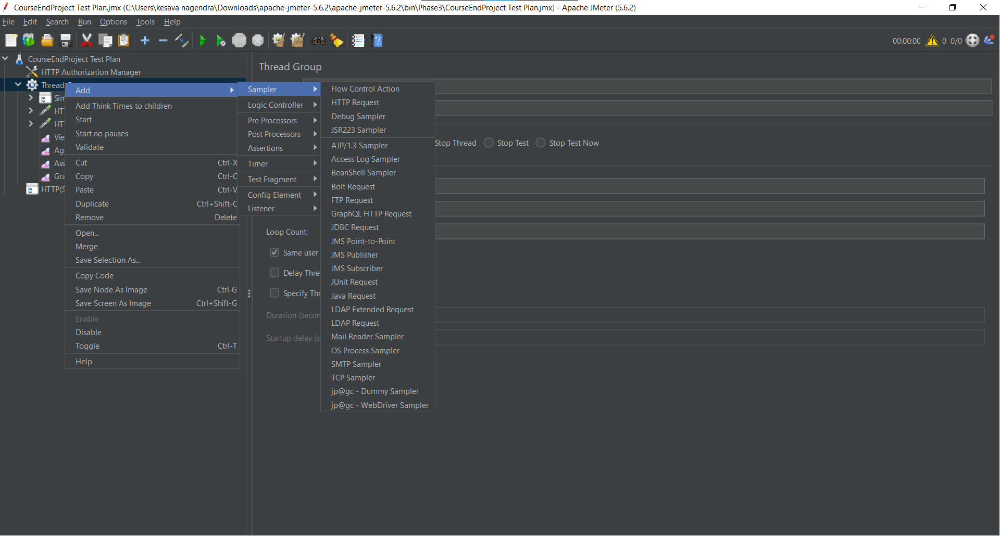 CourseEndProject Test Plan.jmx (C:\Users\kesava nagendra\Downloads\apache-jmeter-5.6.2\apache-jmeter-5.6.2\bin\Phase3\CourseEndProject Test Plan.jmx) - Apache JMeter (5.6.2)
File Edit Search Run Options Tools Help
STOP
00:00:00 0 0/0
CourseEndProject Test Plan
HTTP Authorization Manager
Thread
Sim
HT
HT
Vie
Ag
Ass
Gra
HTTP(S
Add
Add Think Times to children
Start
Start no pauses
Validate
Cut Ctrl-X
Copy Ctrl-C
Paste Ctrl-V
Duplicate Ctrl+Shift-C
Remove Delete
Open...
Merge
Save Selection As...
Copy Code
Save Node As Image Ctrl-G
Save Screen As Image Ctrl+Shift-G
Enable
Disable
Toggle Ctrl-T
Help
Sampler
Logic Controller
Pre Processors
Post Processors
Assertions
Timer
Test Fragment
Config Element
Listener
Flow Control Action
HTTP Request
Debug Sampler
JSR223 Sampler
AJP/1.3 Sampler
Access Log Sampler
BeanShell Sampler
Bolt Request
FTP Request
GraphQL HTTP Request
JDBC Request
JMS Point-to-Point
JMS Publisher
JMS Subscriber
JUnit Request
Java Request
LDAP Extended Request
LDAP Request
Mail Reader Sampler
OS Process Sampler
SMTP Sampler
TCP Sampler
jp@gc - Dummy Sampler
jp@gc - WebDriver Sampler
Thread Group
Stop Thread Stop Test Stop Test Now
Loop Count:
Same user
Delay Thre
Specify Thr
Duration (secon
Startup delay (s